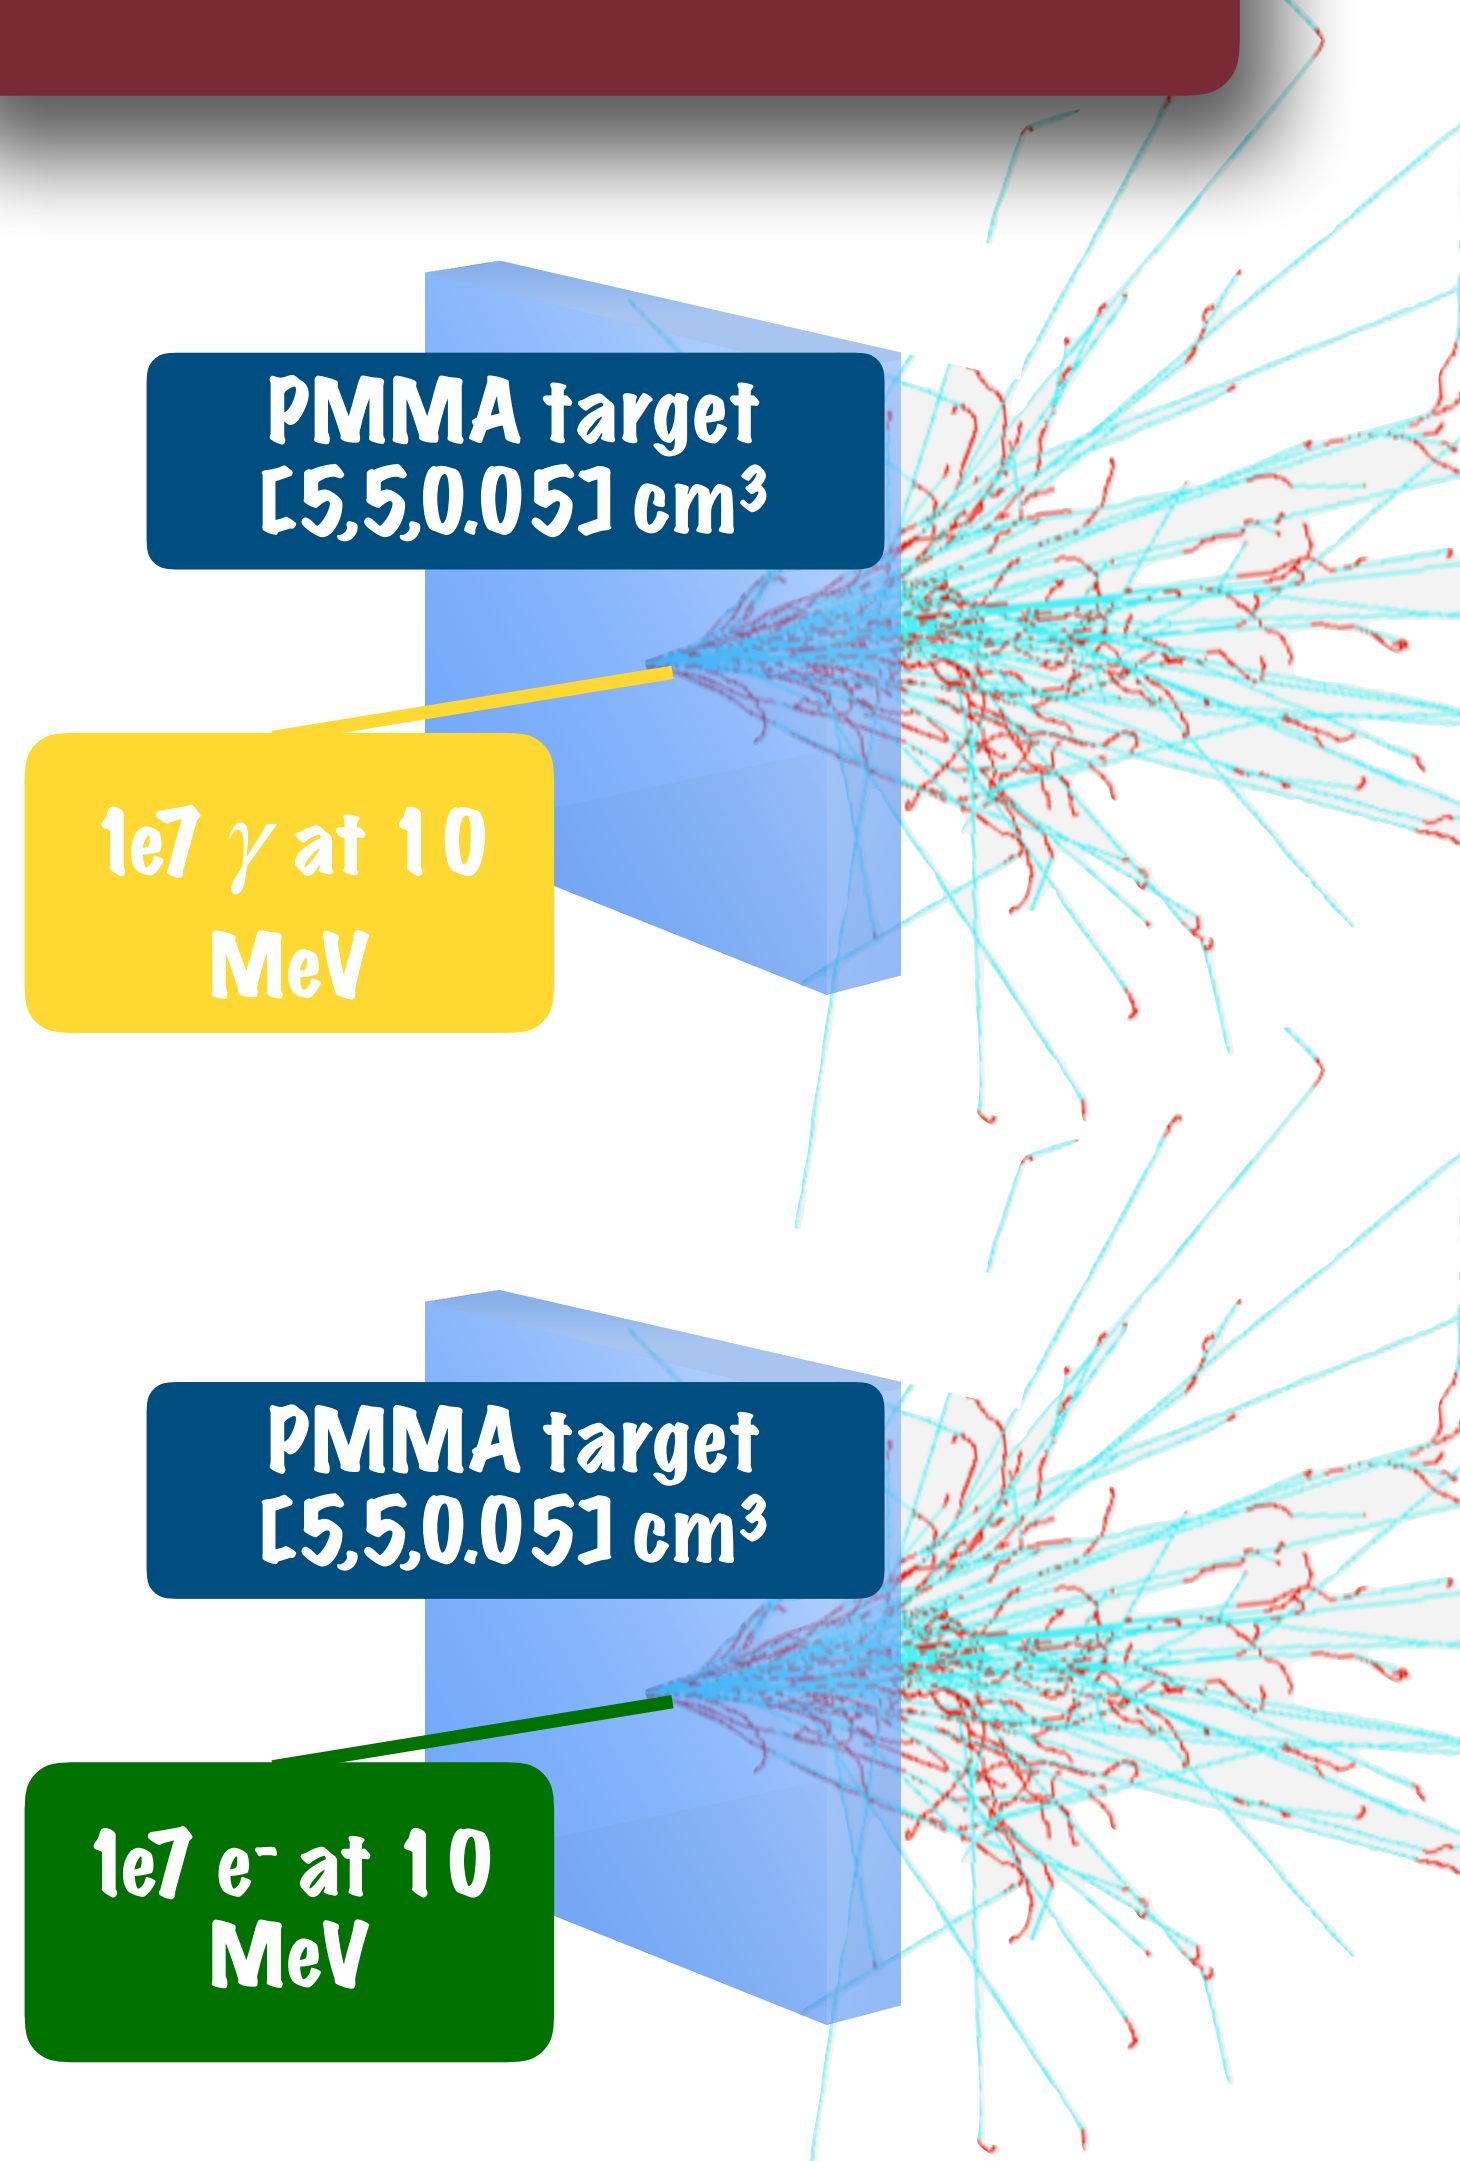 PMMA target
[5,5,0.05] cm³
1e7 γ at 10
MeV
PMMA target
[5,5,0.05] cm³
1e7 e⁻ at 10
MeV